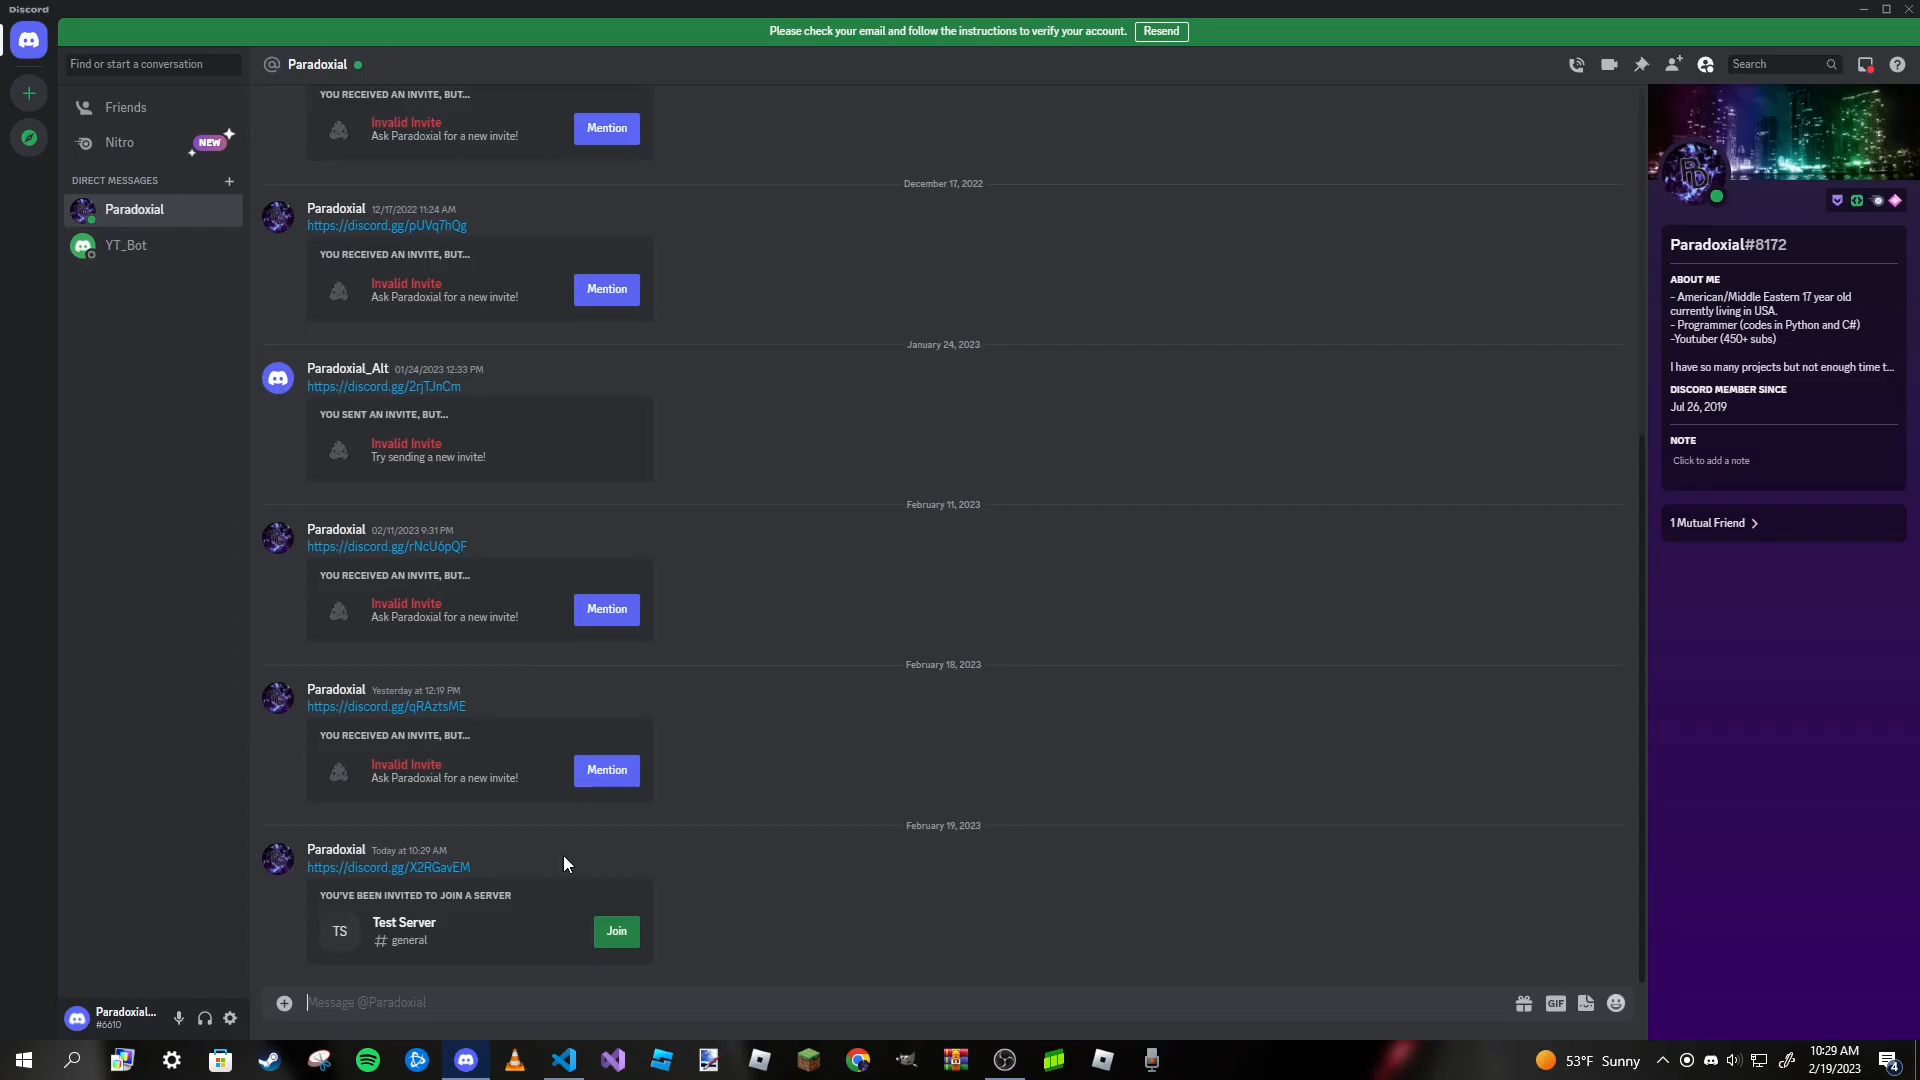 Discord
Please check your email and follow the instructions to verify your account.
Resend
Find or start a conversation
Paradoxial
Search
Friends
Nitro
NEW
DIRECT MESSAGES
Paradoxial
YT_Bot
YOU RECEIVED AN INVITE, BUT...
Invalid Invite
Ask Paradoxial for a new invite!
Mention
December 17, 2022
Paradoxial 12/17/2022 11:24 AM
https://discord.gg/pUVq7hQg
YOU RECEIVED AN INVITE, BUT...
Invalid Invite
Ask Paradoxial for a new invite!
Mention
January 24, 2023
Paradoxial_Alt 01/24/2023 12:33 PM
https://discord.gg/2rjTJnCm
YOU SENT AN INVITE, BUT...
Invalid Invite
Try sending a new invite!
February 11, 2023
Paradoxial 02/11/2023 9:31 PM
https://discord.gg/rNcU6pQF
YOU RECEIVED AN INVITE, BUT...
Invalid Invite
Ask Paradoxial for a new invite!
Mention
February 18, 2023
Paradoxial Yesterday at 12:19 PM
https://discord.gg/qRAztsME
YOU RECEIVED AN INVITE, BUT...
Invalid Invite
Ask Paradoxial for a new invite!
Mention
February 19, 2023
Paradoxial Today at 10:29 AM
https://discord.gg/X2RGavEM
YOU'VE BEEN INVITED TO JOIN A SERVER
TS
Test Server
general
Join
Message @Paradoxial
GIF
Paradoxial#8172
ABOUT ME
- American/Middle Eastern 17 year old
currently living in USA.
- Programmer (codes in Python and C#)
-Youtuber (450+ subs)
I have so many projects but not enough time t...
DISCORD MEMBER SINCE
Jul 26, 2019
NOTE
Click to add a note
1 Mutual Friend
Paradoxial...
#6610
53°F Sunny
10:29 AM
2/19/2023
4